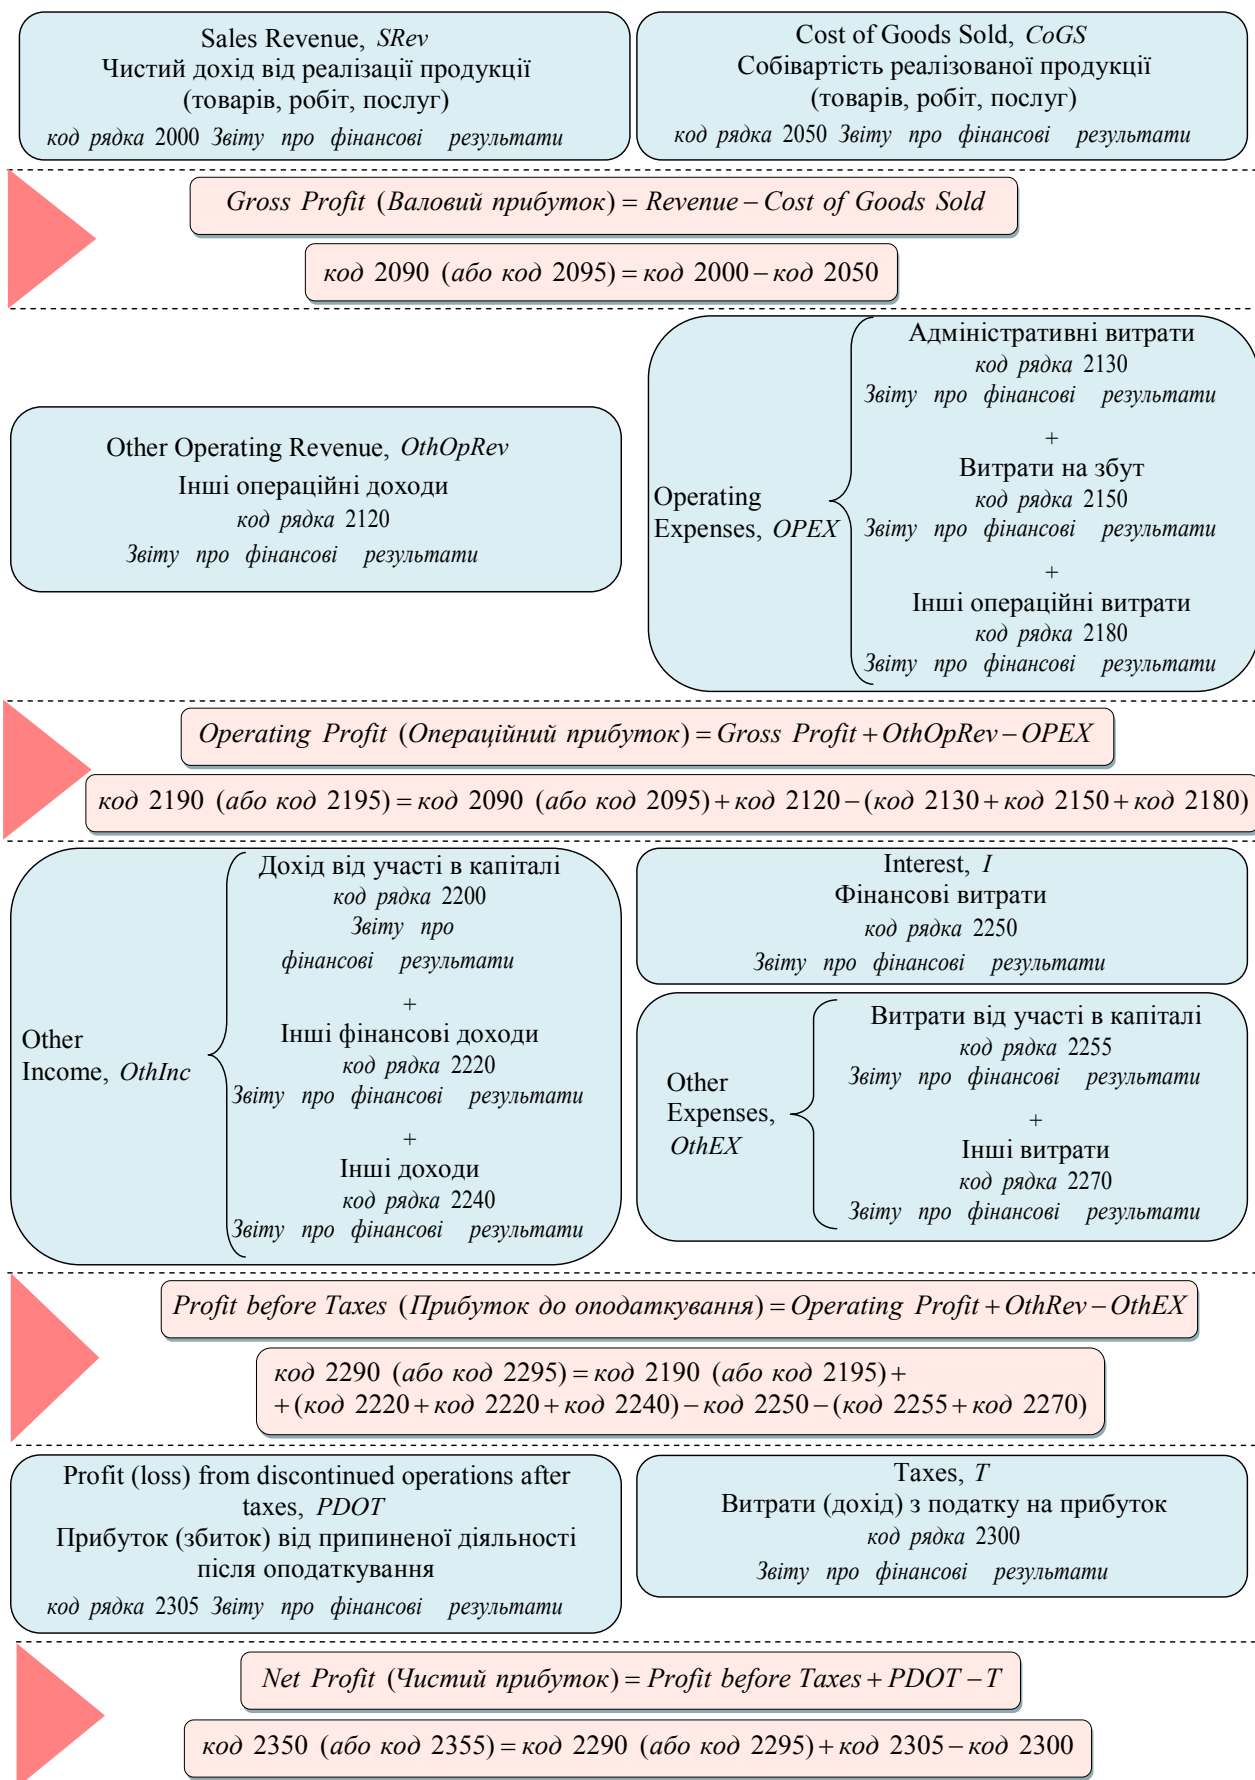 Sales Revenue, SRev
Чистий дохід від реалізації продукції
(товарів, робіт, послуг)
код рядка 2000 Звіту про фінансові результати
Cost of Goods Sold, CoGS
Собівартість реалізованої продукції
(товарів, робіт, послуг)
код рядка 2050 Звіту про фінансові результати
Gross Profit (Валовий прибуток) = Revenue − Cost of Goods Sold
код 2090 (або код 2095) = код 2000 − код 2050
Other Operating Revenue, OthOpRev
Інші операційні доходи
код рядка 2120
Звіту про фінансові результати
Operating
Expenses, OPEX
Адміністративні витрати
код рядка 2130
Звіту про фінансові результати
+
Витрати на збут
код рядка 2150
Звіту про фінансові результати
+
Інші операційні витрати
код рядка 2180
Звіту про фінансові результати
Operating Profit (Операційний прибуток) = Gross Profit + OthOpRev − OPEX
код 2190 (або код 2195) = код 2090 (або код 2095) + код 2120 − (код 2130 + код 2150 + код 2180)
Other
Income, OthInc
Дохід від участі в капіталі
код рядка 2200
Звіту про
фінансові результати
+
Інші фінансові доходи
код рядка 2220
Звіту про фінансові результати
+
Інші доходи
код рядка 2240
Звіту про фінансові результати
Interest, I
Фінансові витрати
код рядка 2250
Звіту про фінансові результати
Other
Expenses,
OthEX
Витрати від участі в капіталі
код рядка 2255
Звіту про фінансові результати
+
Інші витрати
код рядка 2270
Звіту про фінансові результати
Profit before Taxes (Прибуток до оподаткування) = Operating Profit + OthRev − OthEX
код 2290 (або код 2295) = код 2190 (або код 2195) +
+ (код 2220 + код 2220 + код 2240) − код 2250 − (код 2255 + код 2270)
Profit (loss) from discontinued operations after
taxes, PDOT
Прибуток (збиток) від припиненої діяльності
після оподаткування
код рядка 2305 Звіту про фінансові результати
Taxes, T
Витрати (дохід) з податку на прибуток
код рядка 2300
Звіту про фінансові результати
Net Profit (Чистий прибуток) = Profit before Taxes + PDOT − T
код 2350 (або код 2355) = код 2290 (або код 2295) + код 2305 − код 2300